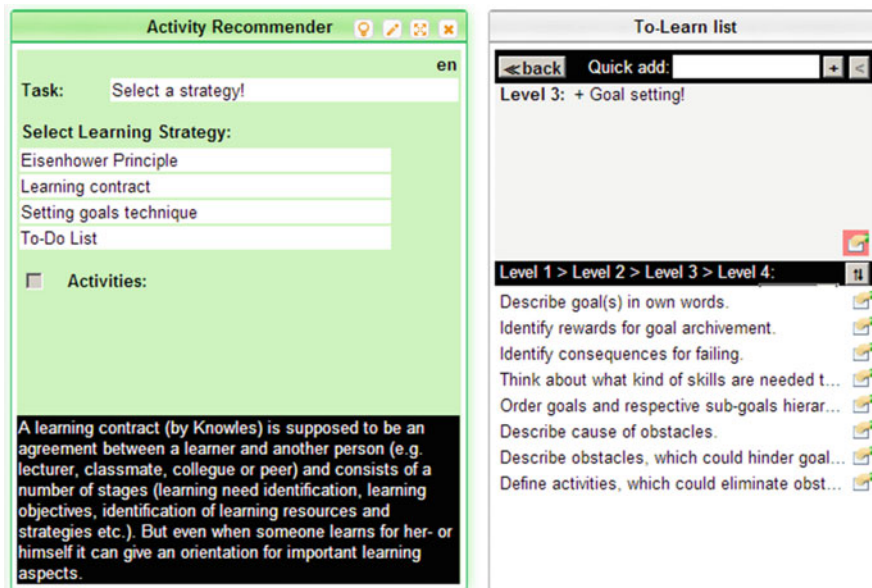 Activity Recommender
en
Task: Select a strategy!
Select Learning Strategy:
Eisenhower Principle
Learning contract
Setting goals technique
To-Do List
Activities:
A learning contract (by Knowles) is supposed to be an
agreement between a learner and another person (e.g.
lecturer, classmate, collegue or peer) and consists of a
number of stages (learning need identification, learning
objectives, identification of learning resources and
strategies etc.). But even when someone learns for her- or
himself it can give an orientation for important learning
aspects.
To-Learn list
≪back Quick add: + <
Level 3: + Goal setting!
Level 1 > Level 2 > Level 3 > Level 4:
Describe goal(s) in own words.
Identify rewards for goal archivement.
Identify consequences for failing.
Think about what kind of skills are needed t...
Order goals and respective sub-goals hierar...
Describe cause of obstacles.
Describe obstacles, which could hinder goal...
Define activities, which could eliminate obst...